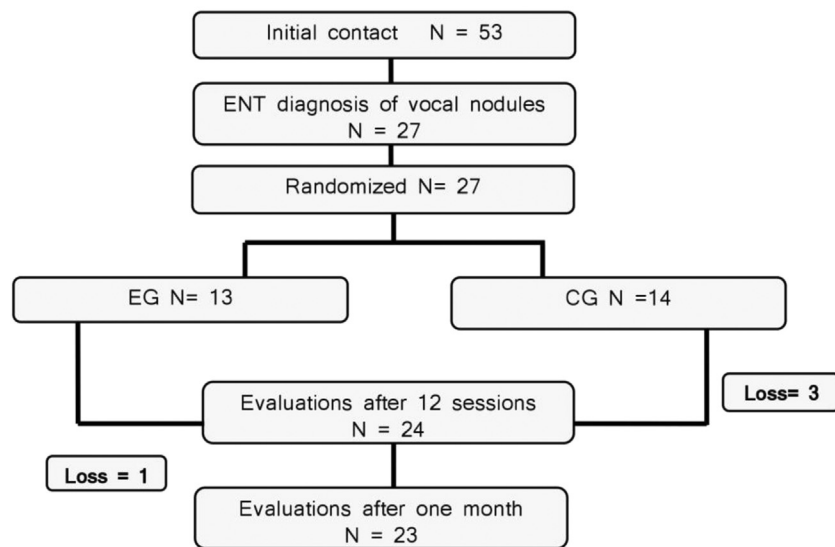 Initial contact N = 53
ENT diagnosis of vocal nodules
N = 27
Randomized N= 27
EG N= 13
CG N =14
Loss= 3
Evaluations after 12 sessions
N = 24
Loss = 1
Evaluations after one month
N = 23